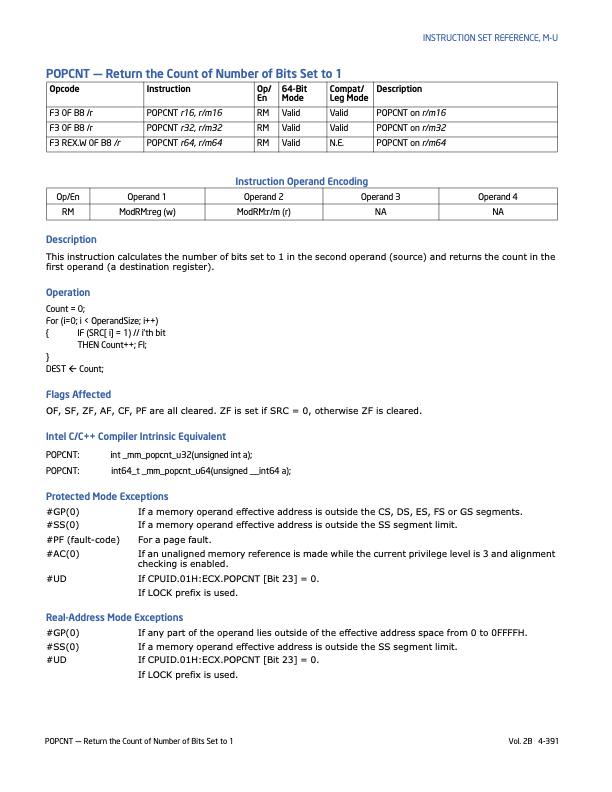 INSTRUCTION SET REFERENCE, M-U
POPCNT — Return the Count of Number of Bits Set to 1
Opcode Instruction Op/ En 64-Bit Mode Compat/ Leg Mode Description
F3 0F B8 /r POPCNT r16, r/m16 RM Valid Valid POPCNT on r/m16
F3 0F B8 /r POPCNT r32, r/m32 RM Valid Valid POPCNT on r/m32
F3 REX.W 0F B8 /r POPCNT r64, r/m64 RM Valid N.E. POPCNT on r/m64
Instruction Operand Encoding
Op/En Operand 1 Operand 2 Operand 3 Operand 4
RM ModRM:reg (w) ModRM:r/m (r) NA NA
Description
This instruction calculates the number of bits set to 1 in the second operand (source) and returns the count in the
first operand (a destination register).
Operation
Count = 0;
For (i=0; i < OperandSize; i++)
{ IF (SRC[ i] = 1) // i'th bit
THEN Count++; FI;
}
DEST ← Count;
Flags Affected
OF, SF, ZF, AF, CF, PF are all cleared. ZF is set if SRC = 0, otherwise ZF is cleared.
Intel C/C++ Compiler Intrinsic Equivalent
POPCNT: int _mm_popcnt_u32(unsigned int a);
POPCNT: int64_t _mm_popcnt_u64(unsigned __int64 a);
Protected Mode Exceptions
#GP(0) If a memory operand effective address is outside the CS, DS, ES, FS or GS segments.
#SS(0) If a memory operand effective address is outside the SS segment limit.
#PF (fault-code) For a page fault.
#AC(0) If an unaligned memory reference is made while the current privilege level is 3 and alignment
checking is enabled.
#UD If CPUID.01H:ECX.POPCNT [Bit 23] = 0.
If LOCK prefix is used.
Real-Address Mode Exceptions
#GP(0) If any part of the operand lies outside of the effective address space from 0 to 0FFFFH.
#SS(0) If a memory operand effective address is outside the SS segment limit.
#UD If CPUID.01H:ECX.POPCNT [Bit 23] = 0.
If LOCK prefix is used.
POPCNT — Return the Count of Number of Bits Set to 1 Vol. 2B 4-391